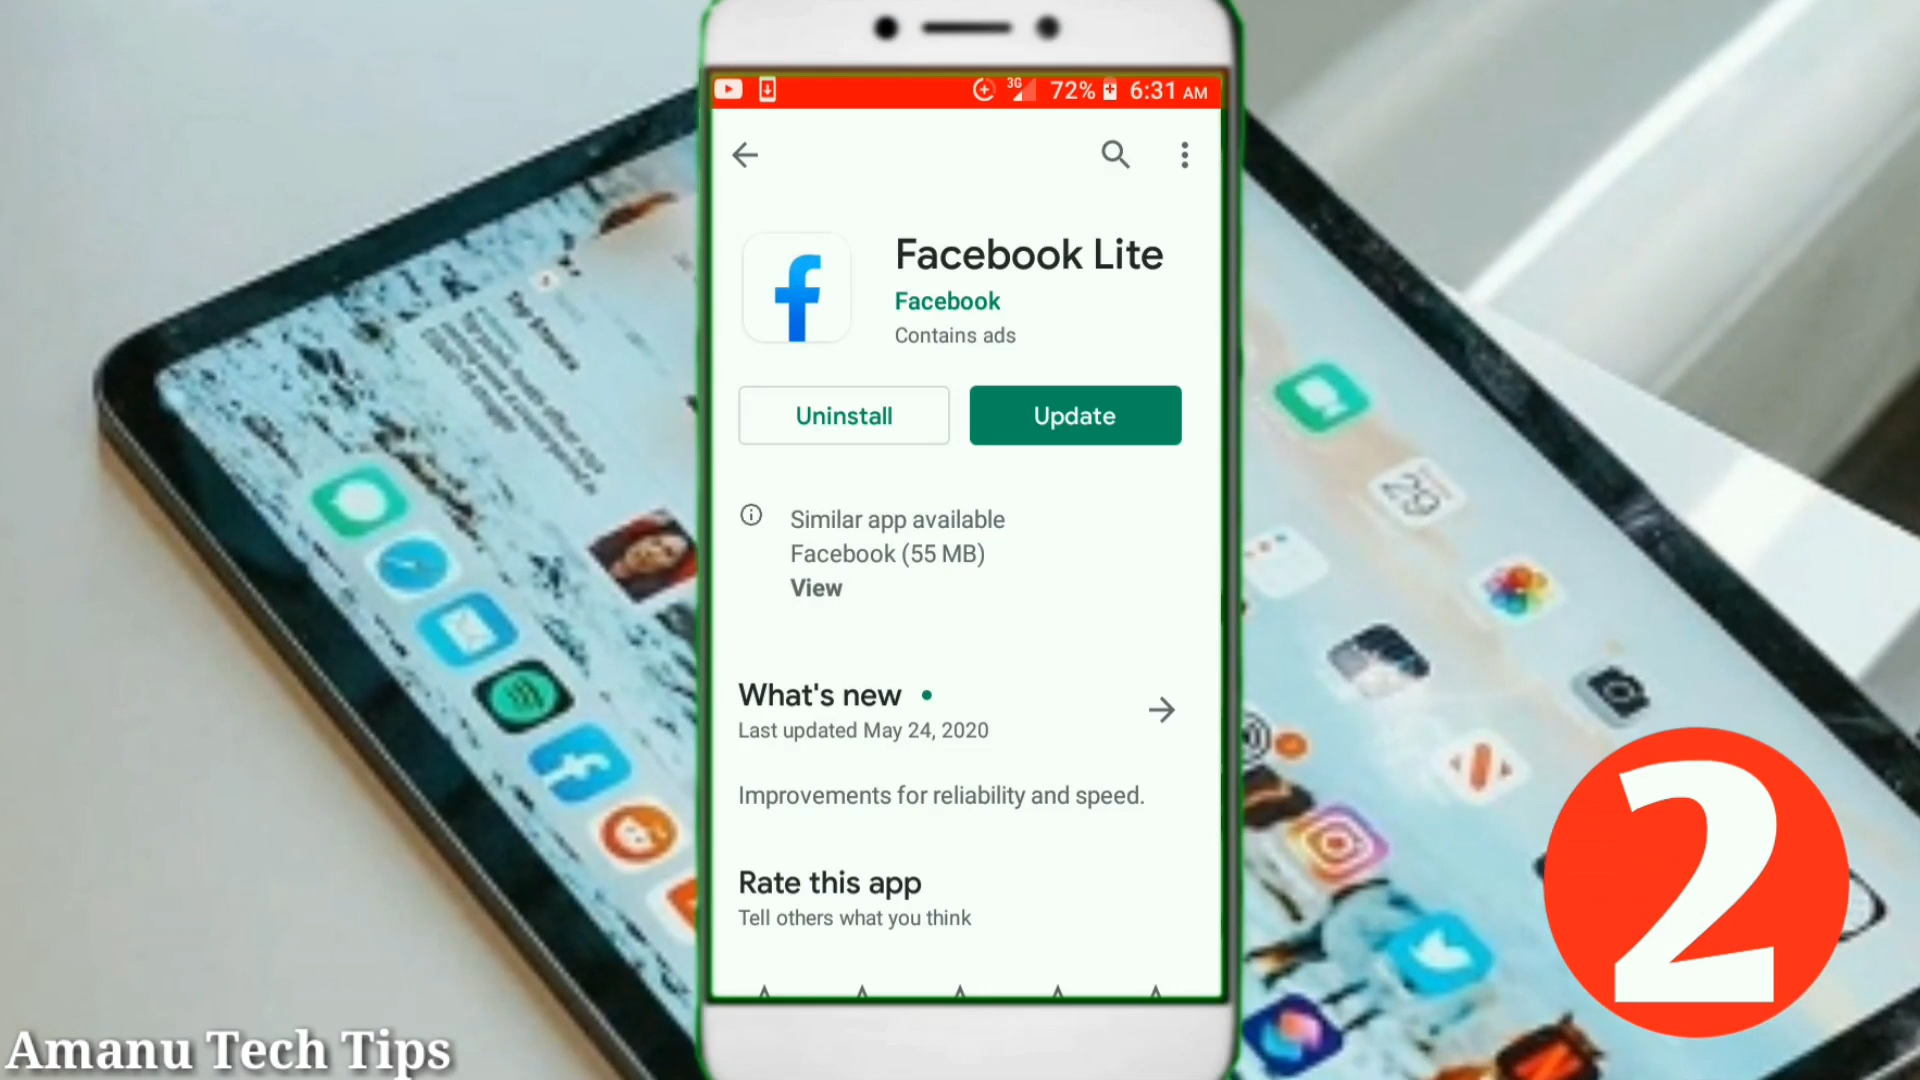 3G 72% 6:31 AM
Facebook Lite
Facebook
Contains ads
Uninstall
Update
Similar app available
Facebook (55 MB)
View
What's new
Last updated May 24, 2020
Improvements for reliability and speed.
Rate this app
Tell others what you think
29
2
Amanu Tech Tips